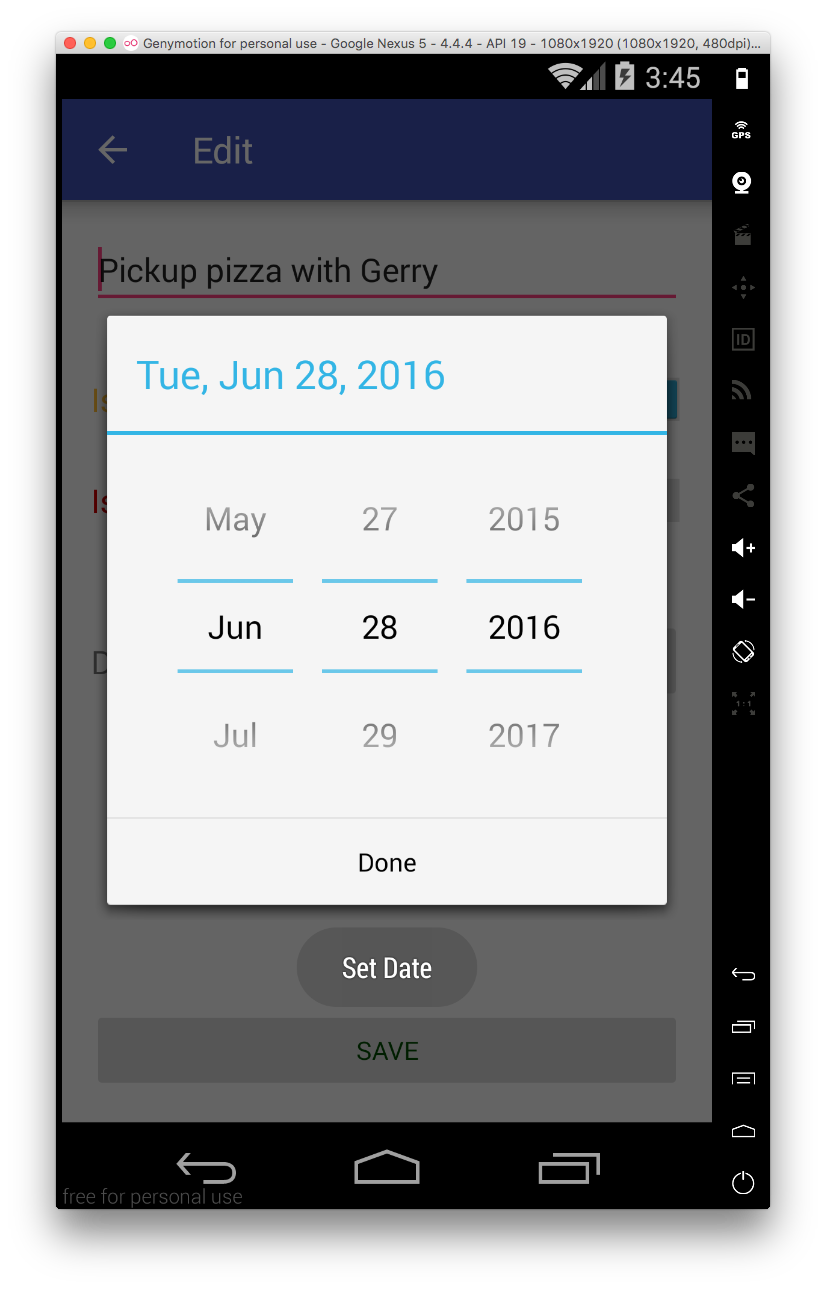 Genymotion for personal use - Google Nexus 5 - 4.4.4 - API 19 - 1080x1920 (1080x1920, 480dpi)...
3:45
GPS
Edit
Pickup pizza with Gerry
Tue, Jun 28, 2016
Is
ID
Is
May 27 2015
Jun 28 2016
D
1:1
Jul 29 2017
Done
Set Date
SAVE
free for personal use